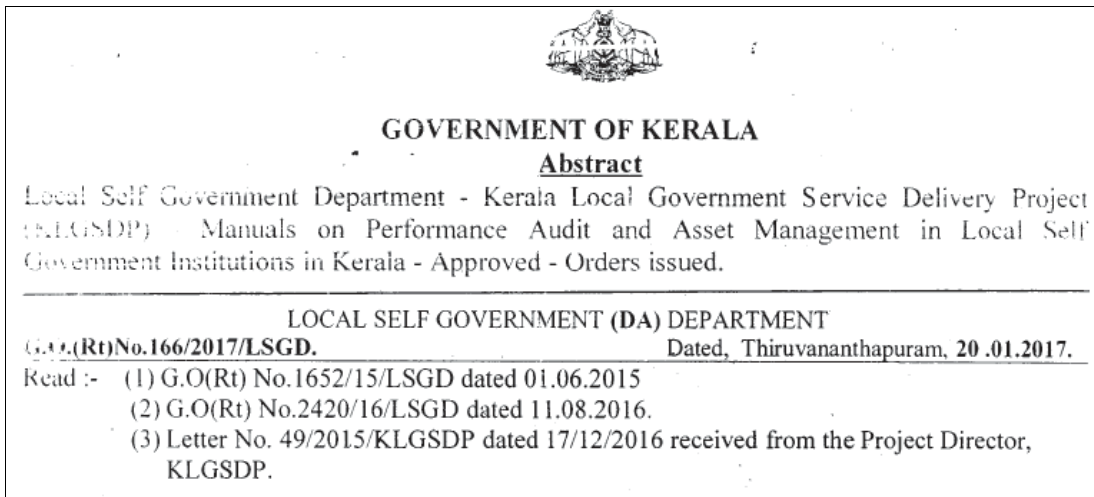 GOVERNMENT OF KERALA
Abstract
Local Self Government Department - Kerala Local Government Service Delivery Project
(KLGSDP) - Manuals on Performance Audit and Asset Management in Local Self
Government Institutions in Kerala - Approved - Orders issued.
LOCAL SELF GOVERNMENT (DA) DEPARTMENT
G.O.(Rt)No.166/2017/LSGD. Dated, Thiruvananthapuram, 20 .01.2017.
Read :- (1) G.O(Rt) No.1652/15/LSGD dated 01.06.2015
(2) G.O(Rt) No.2420/16/LSGD dated 11.08.2016.
(3) Letter No. 49/2015/KLGSDP dated 17/12/2016 received from the Project Director,
KLGSDP.